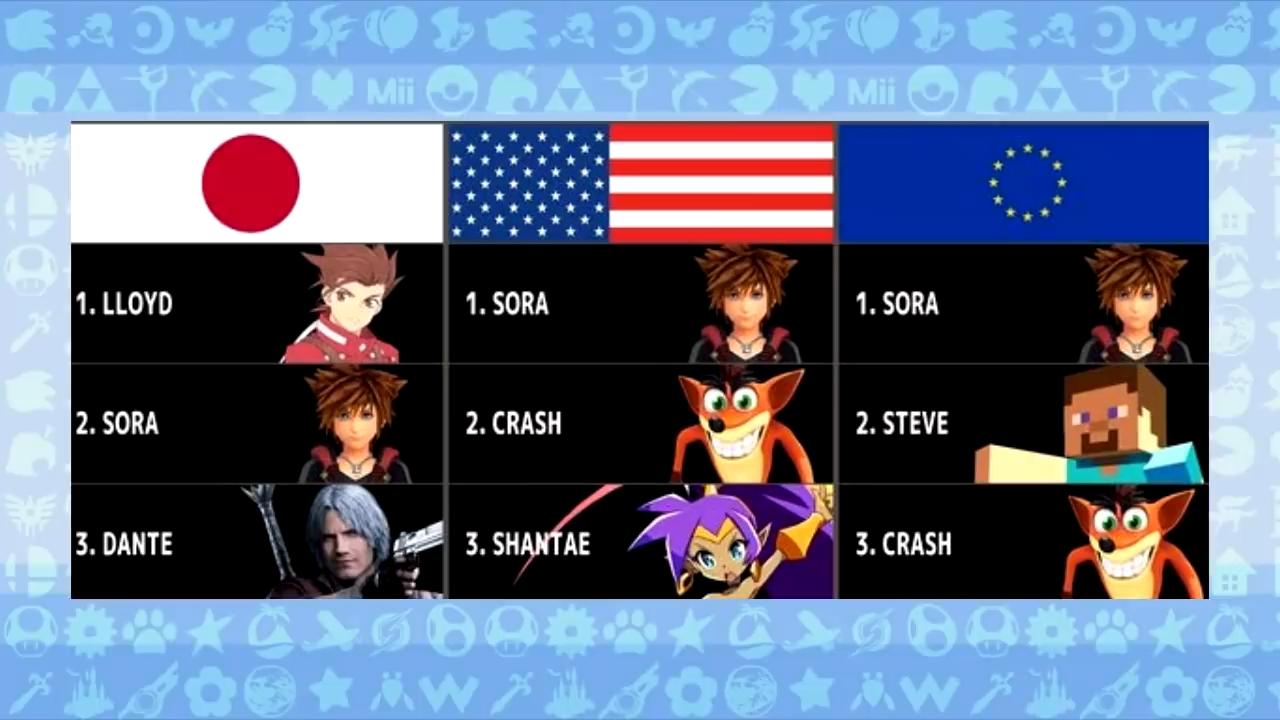 Mii Mii
1. LLOYD
1. SORA
1. SORA
2. SORA
2. CRASH
2. STEVE
3. DANTE
3. SHANTAE
3. CRASH